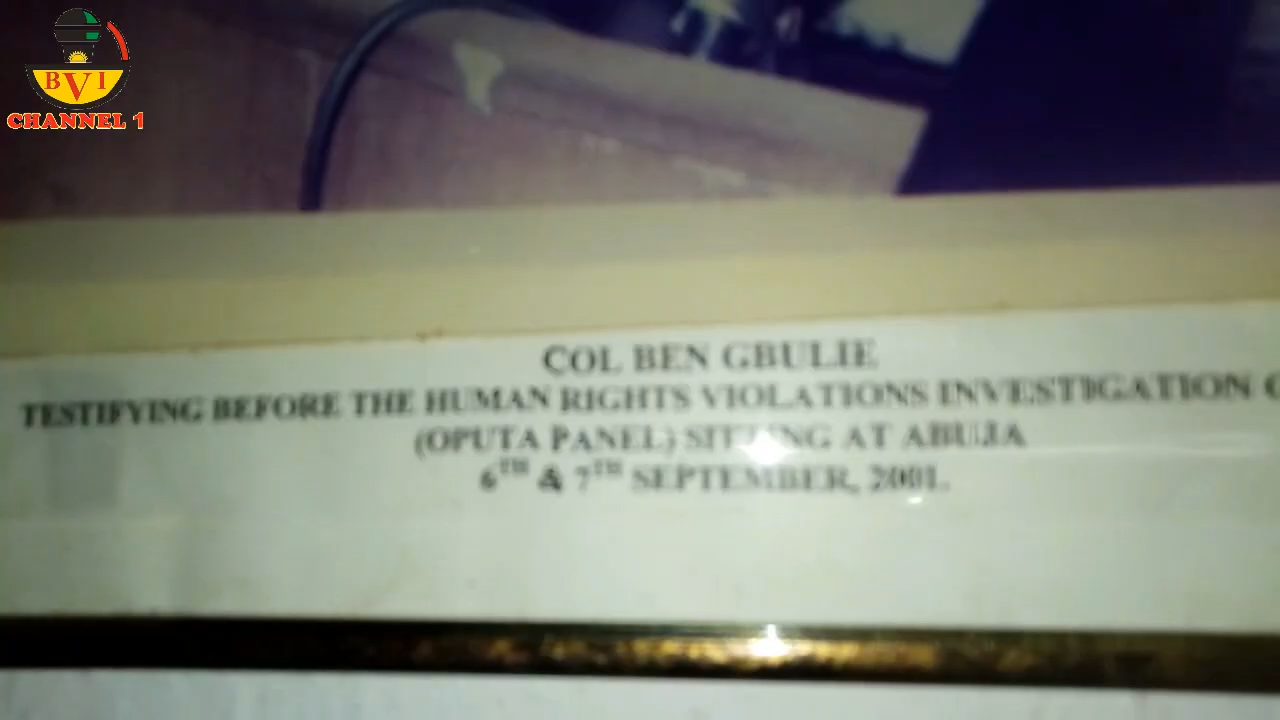 BVI
CHANNEL 1
COL BEN GBULIE
TESTIFYING BEFORE THE HUMAN RIGHTS VIOLATIONS INVESTIGATION C
(OPUTA PANEL) SITTING AT ABUJA
6TH & 7TH SEPTEMBER, 2001.